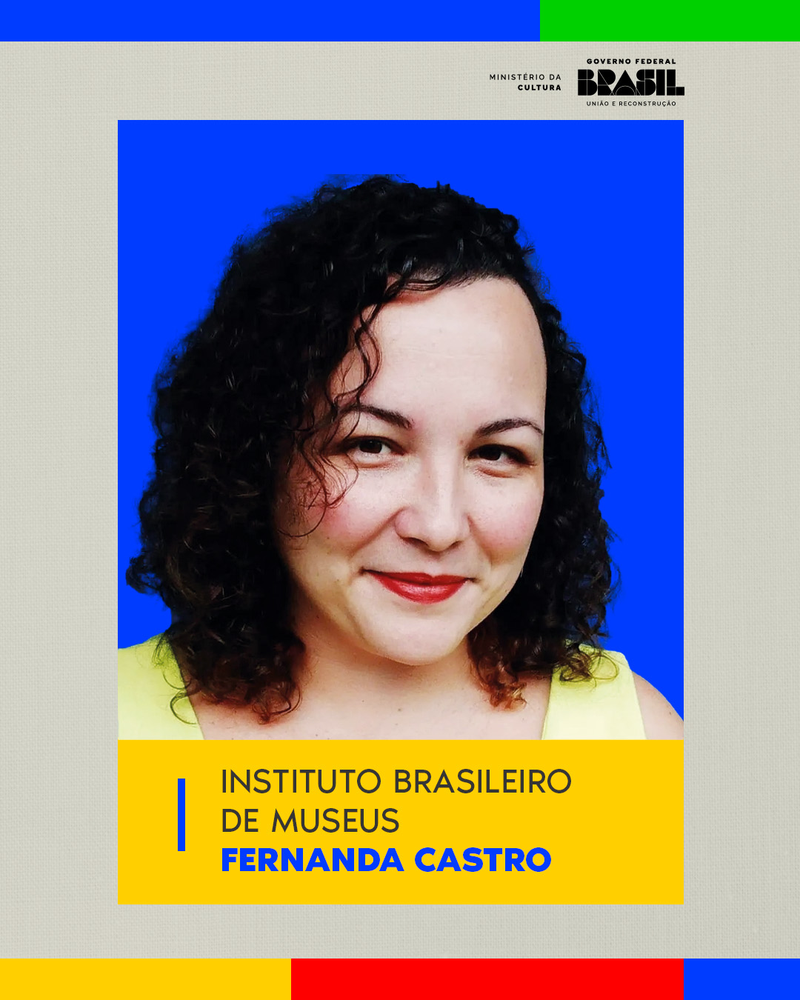 MINISTÉRIO DA
CULTURA
GOVERNO FEDERAL
BRASIL
UNIÃO E RECONSTRUÇÃO
INSTITUTO BRASILEIRO
DE MUSEUS
FERNANDA CASTRO